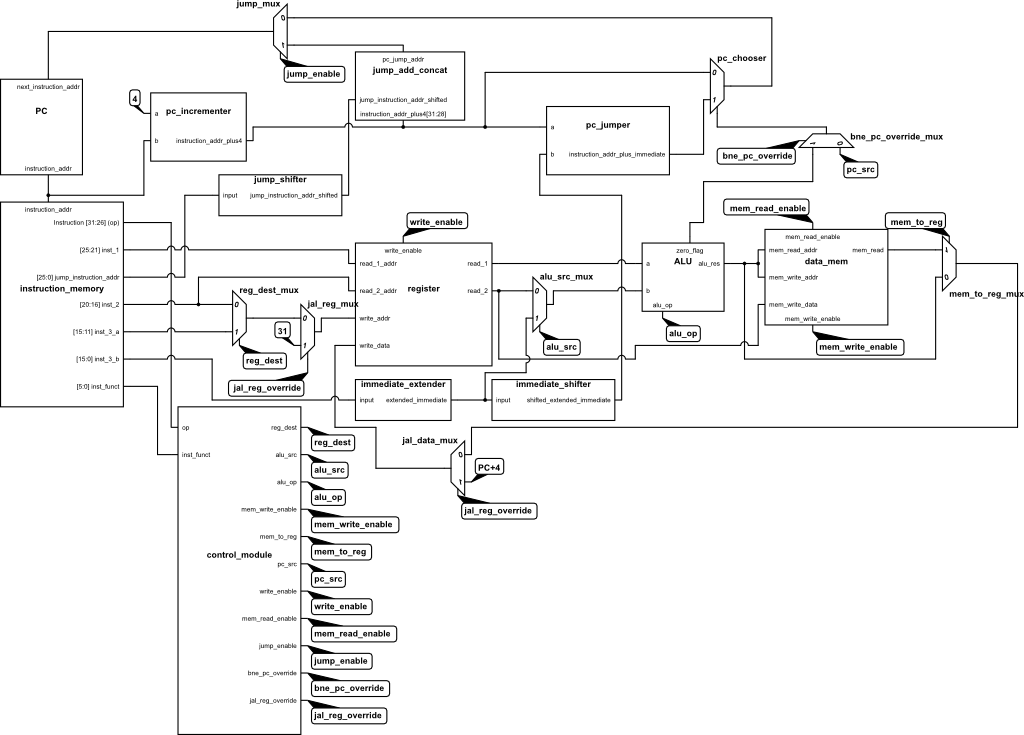 jump_mux
0
1
jump_enable
next_instruction_addr
PC
instruction_addr
4
a
pc_incrementer
b
instruction_addr_plus4
pc_jump_addr
jump_add_concat
jump_instruction_addr_shifted
instruction_addr_plus4[31:28]
pc_chooser
0
1
a
pc_jumper
b
instruction_addr_plus_immediate
bne_pc_override_mux
1
0
bne_pc_override
pc_src
jump_shifter
input
jump_instruction_addr_shifted
instruction_addr
Instruction [31:26] (op)
[25:21] inst_1
[25:0] jump_instruction_addr
instruction_memory
[20:16] inst_2
[15:11] inst_3_a
[15:0] inst_3_b
[5:0] inst_funct
reg_dest_mux
0
1
reg_dest
jal_reg_mux
0
31
1
jal_reg_override
write_enable
write_enable
read_1_addr
read_1
read_2_addr
register
read_2
write_addr
write_data
alu_src_mux
0
1
alu_src
zero_flag
a
ALU
alu_res
b
alu_op
alu_op
mem_read_enable
mem_read_enable
mem_read_addr
mem_read
data_mem
mem_write_addr
mem_write_data
mem_write_enable
mem_write_enable
mem_to_reg
1
0
mem_to_reg_mux
immediate_extender
input
extended_immediate
immediate_shifter
input
shifted_extended_immediate
jal_data_mux
0
PC+4
1
jal_reg_override
op
inst_funct
control_module
reg_dest
reg_dest
alu_src
alu_src
alu_op
alu_op
mem_write_enable
mem_write_enable
mem_to_reg
mem_to_reg
pc_src
pc_src
write_enable
write_enable
mem_read_enable
mem_read_enable
jump_enable
jump_enable
bne_pc_override
bne_pc_override
jal_reg_override
jal_reg_override